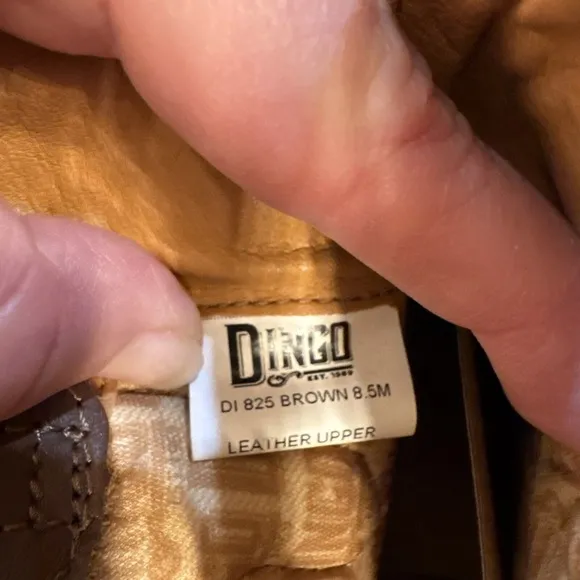 DINGO
EST. 1969
DI 825 BROWN 8.5M
LEATHER UPPER